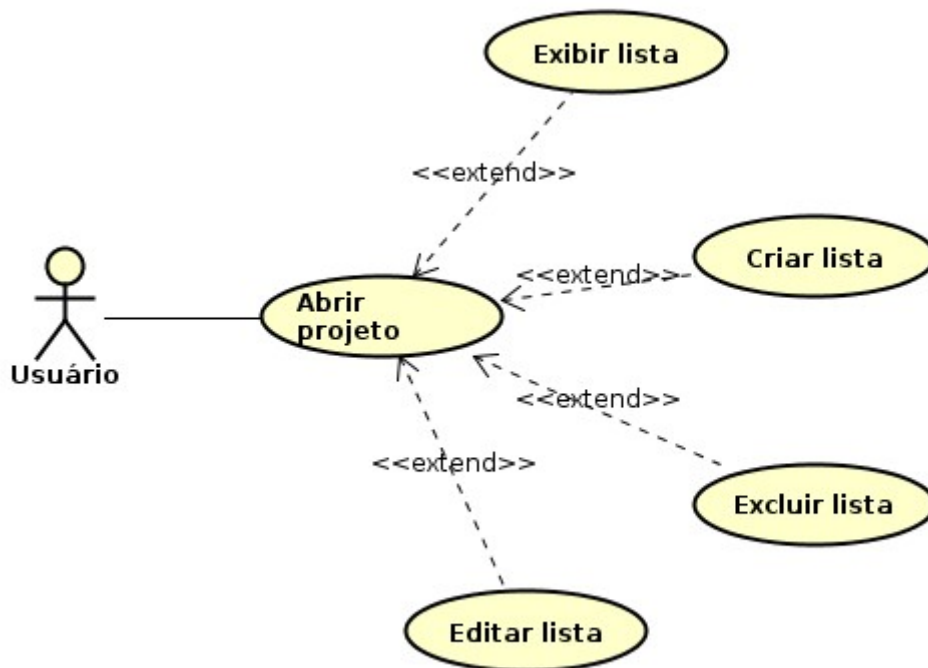 Exibir lista
<<extend>>
Criar lista
<<extend>>
Abrir
projeto
Usuário
<<extend>>
<<extend>>
Excluir lista
Editar lista